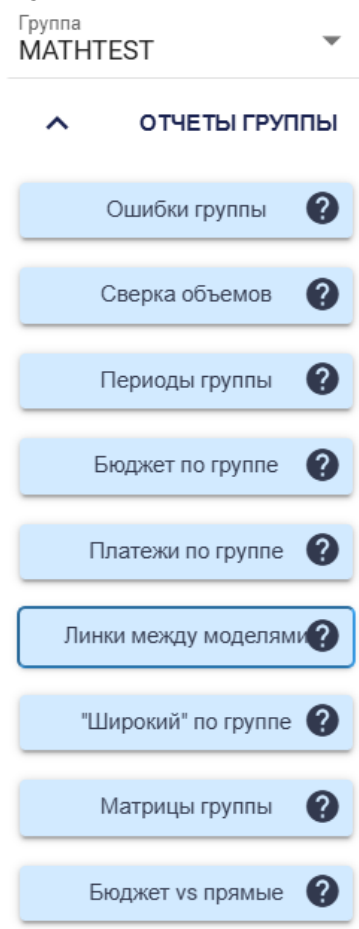 Группа
MATHTEST
ОТЧЕТЫ ГРУППЫ
Ошибки группы
Сверка объемов
Периоды группы
Бюджет по группе
Платежи по группе
Линки между моделями
"Широкий" по группе
Матрицы группы
Бюджет vs прямые